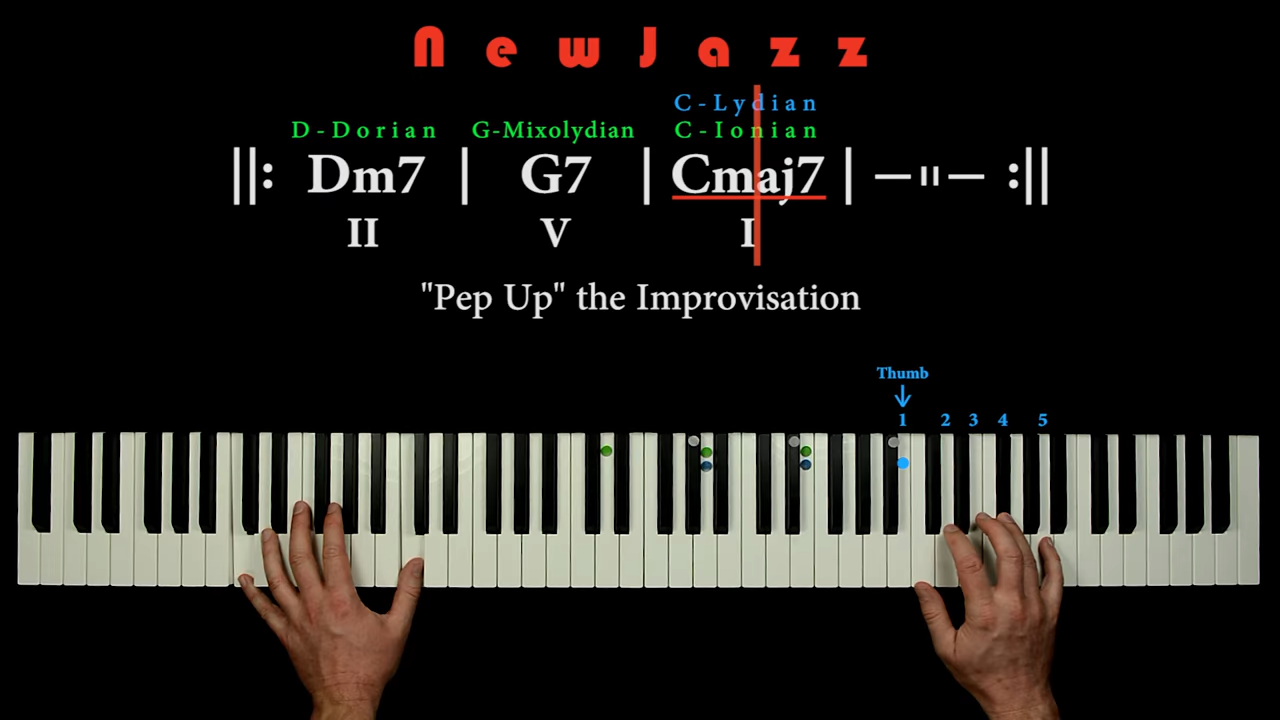 NewJazz
C-Lydian
D-Dorian G-Mixolydian C-Ionian
||: Dm7 | G7 | Cmaj7 | — װ — :||
II V I
"Pep Up" the Improvisation
Thumb
1 2 3 4 5